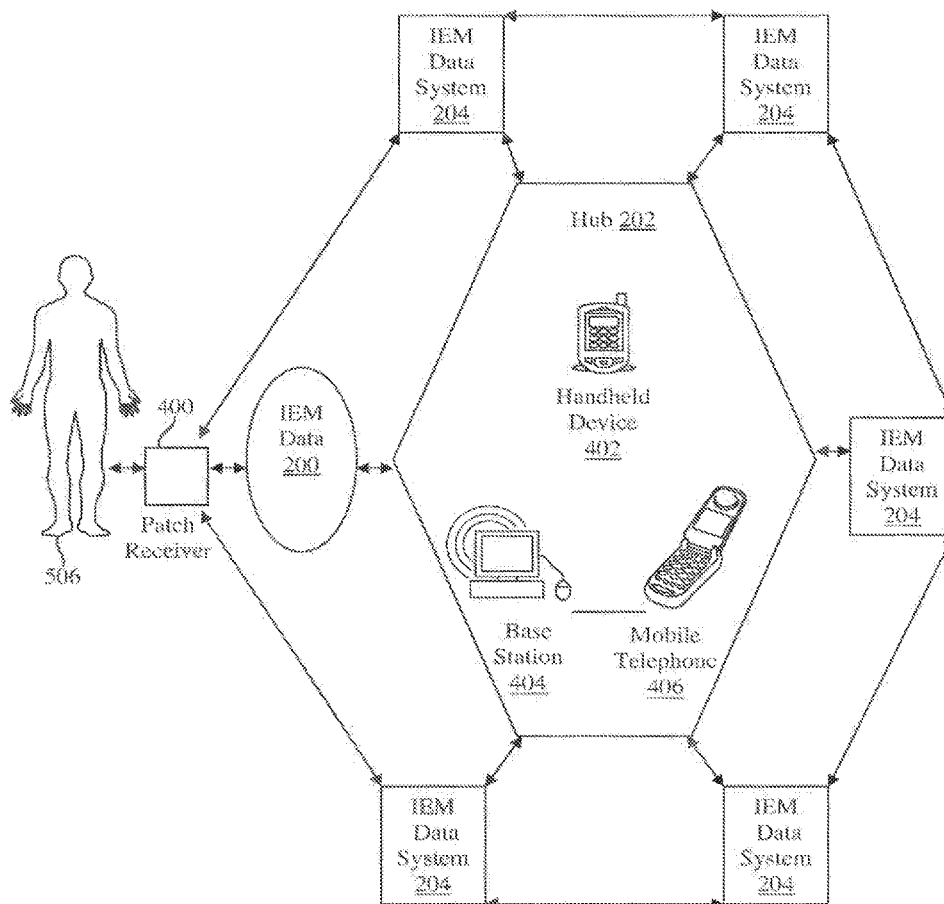 IEM
Data
System
204
IEM
Data
System
204
Hub 202
Handheld
Device
402
400
IEM
Data
200
Patch
Receiver
506
IEM
Data
System
204
Base
Station
404
Mobile
Telephone
406
IEM
Data
System
204
IEM
Data
System
204